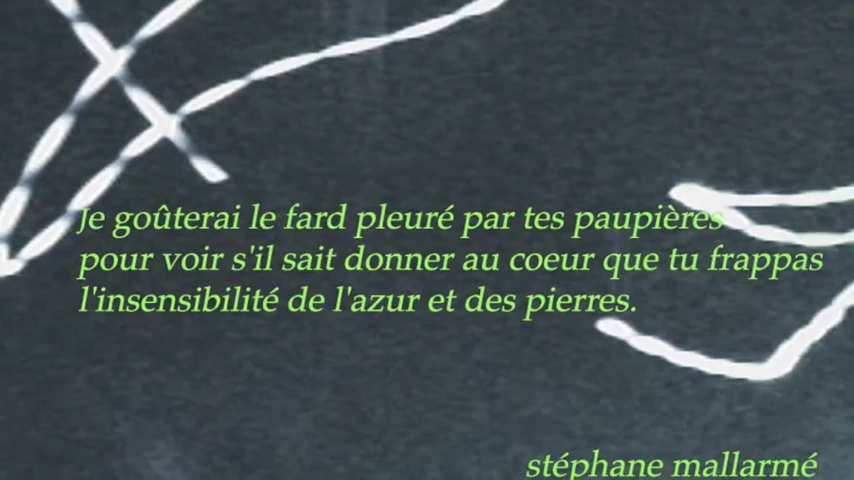 Je goûterai le fard pleuré par tes paupières
pour voir s'il sait donner au coeur que tu frappas
l'insensibilité de l'azur et des pierres.
stéphane mallarmé